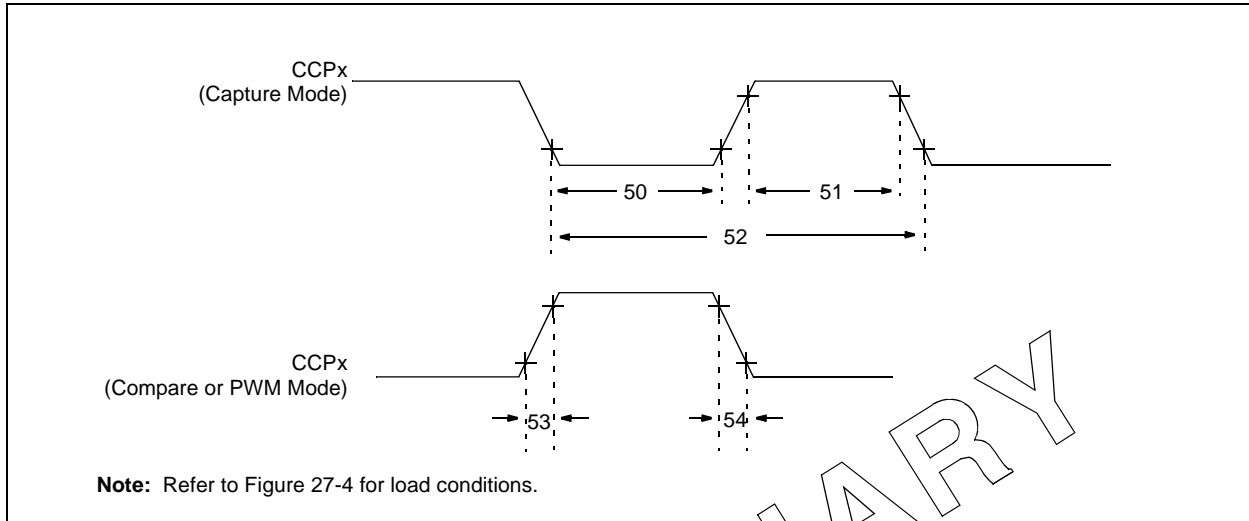 CCPx
(Capture Mode)
50
51
52
CCPx
(Compare or PWM Mode)
53
54
Note: Refer to Figure 27-4 for load conditions.
ARY